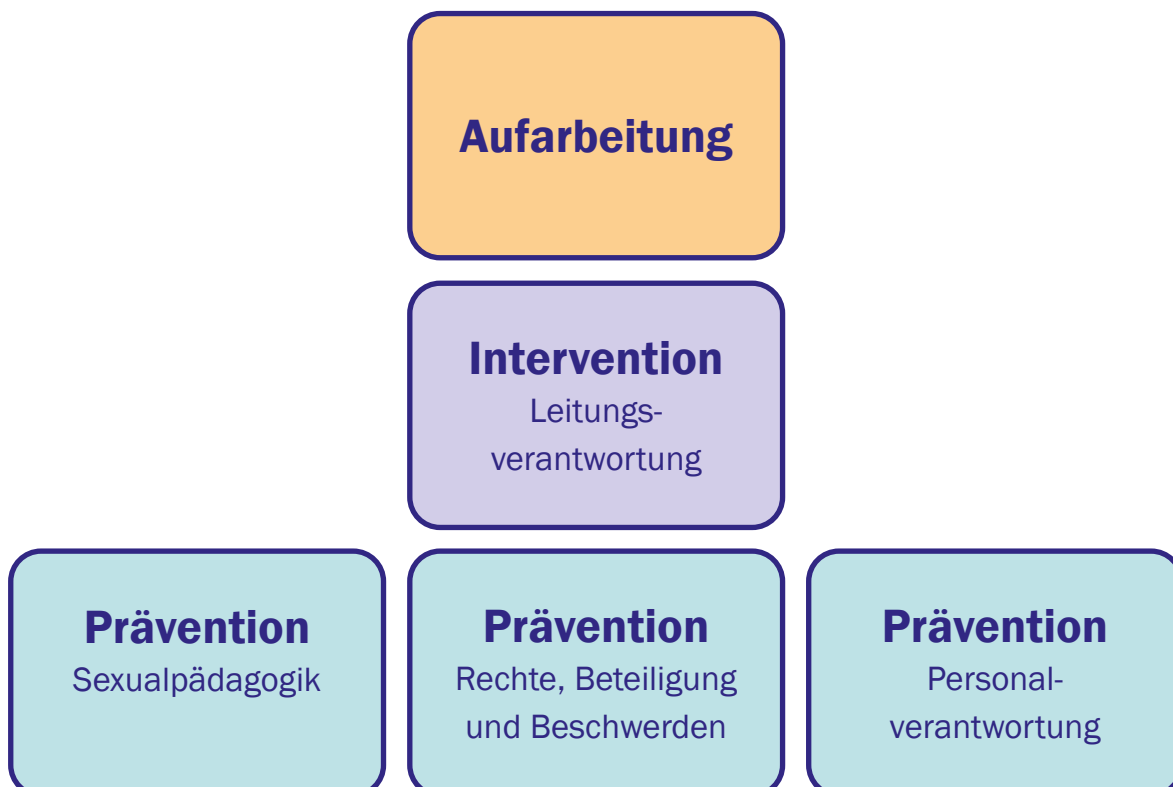 Aufarbeitung
Intervention
Leitungs-
verantwortung
Prävention
Sexualpädagogik
Prävention
Rechte, Beteiligung
und Beschwerden
Prävention
Personal-
verantwortung